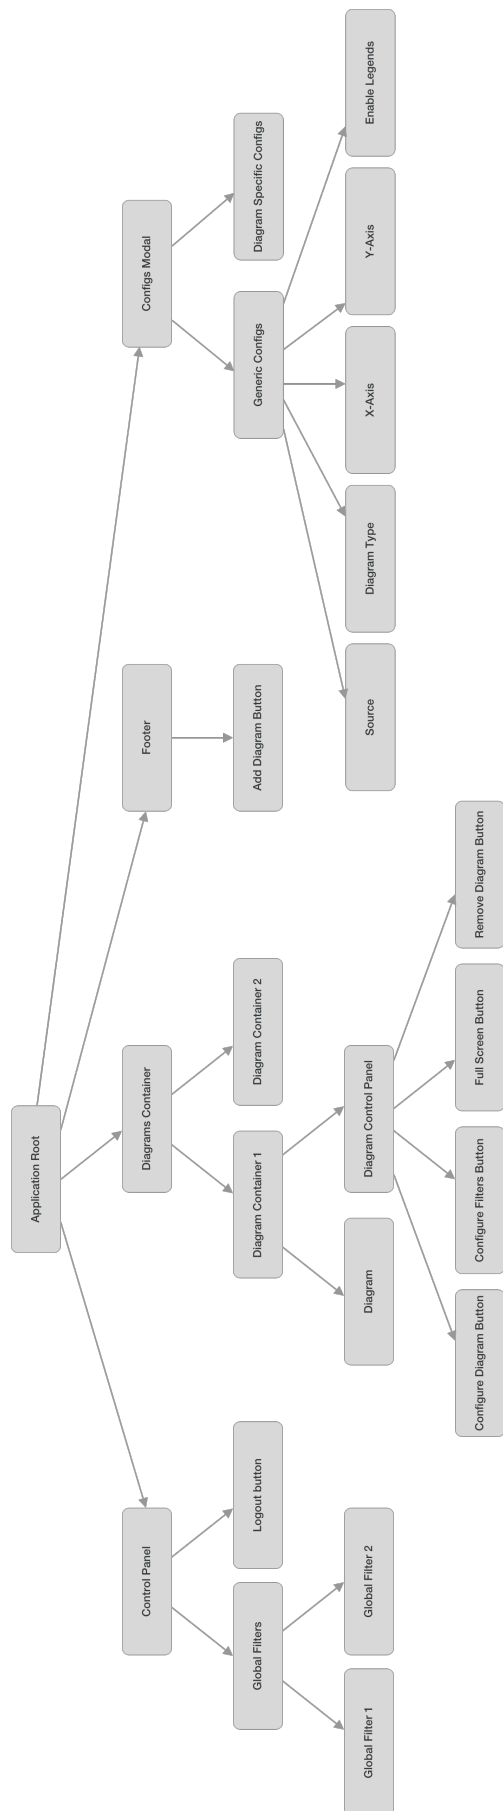 Application Root
Control Panel
Diagrams Container
Footer
Configs Modal
Global Filters
Logout button
Diagram Container 1
Diagram Container 2
Add Diagram Button
Generic Configs
Diagram Specific Configs
Global Filter 1
Global Filter 2
Diagram
Diagram Control Panel
Source
Diagram Type
X-Axis
Y-Axis
Enable Legends
Configure Diagram Button
Configure Filters Button
Full Screen Button
Remove Diagram Button